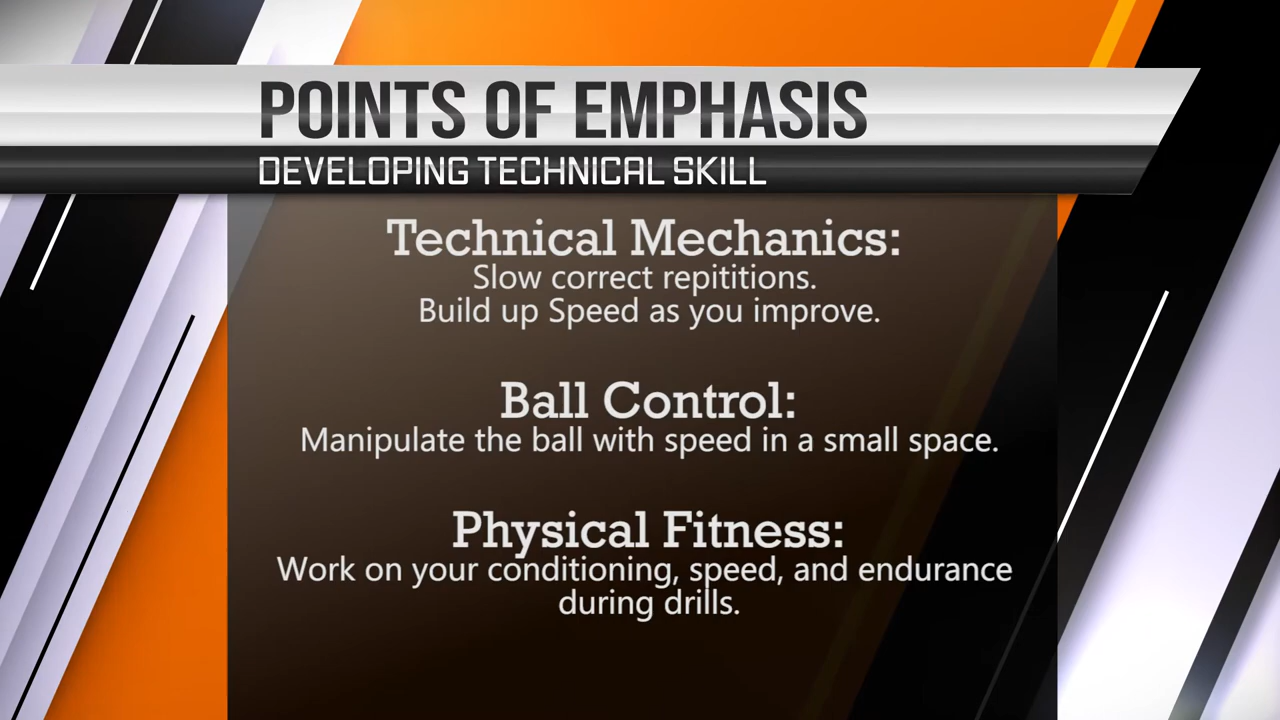 POINTS OF EMPHASIS
DEVELOPING TECHNICAL SKILL
Technical Mechanics:
Slow correct repititions.
Build up Speed as you improve.
Ball Control:
Manipulate the ball with speed in a small space.
Physical Fitness:
Work on your conditioning, speed, and endurance
during drills.